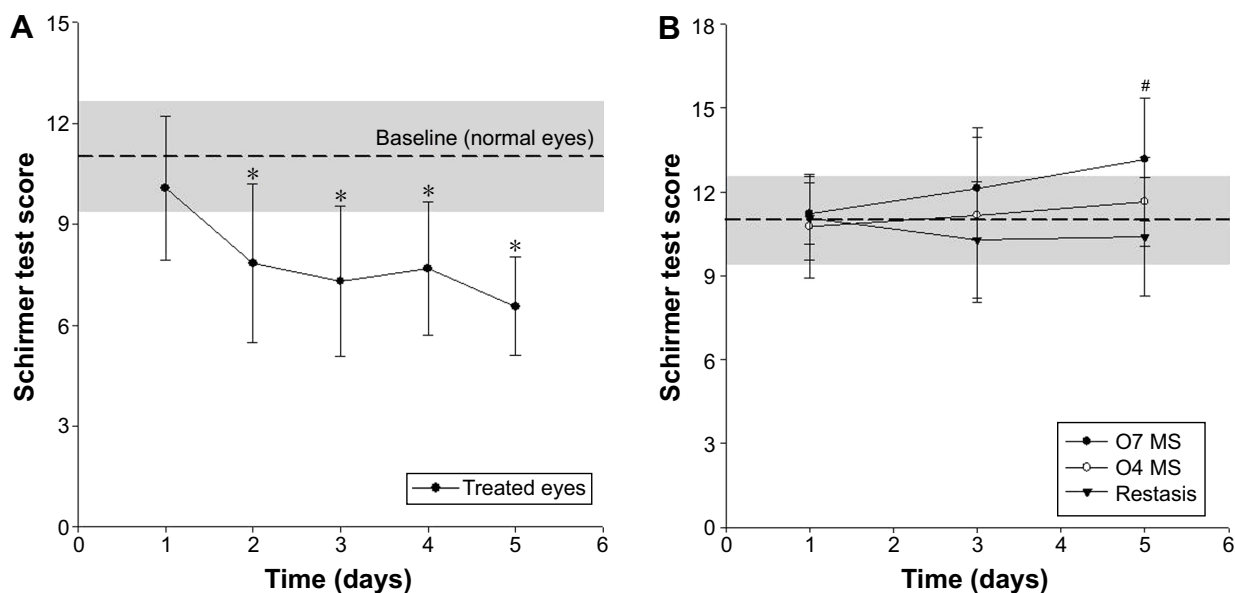 A
Schirmer test score
15
12
9
6
3
0
Baseline (normal eyes)
*
*
*
*
Treated eyes
0 1 2 3 4 5 6
Time (days)
B
Schirmer test score
18
15
12
9
6
3
0
#
O7 MS
O4 MS
Restasis
0 1 2 3 4 5 6
Time (days)